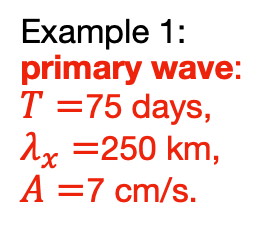 Example 1:
primary wave:
T =75 days,
λₓ =250 km,
A =7 cm/s.